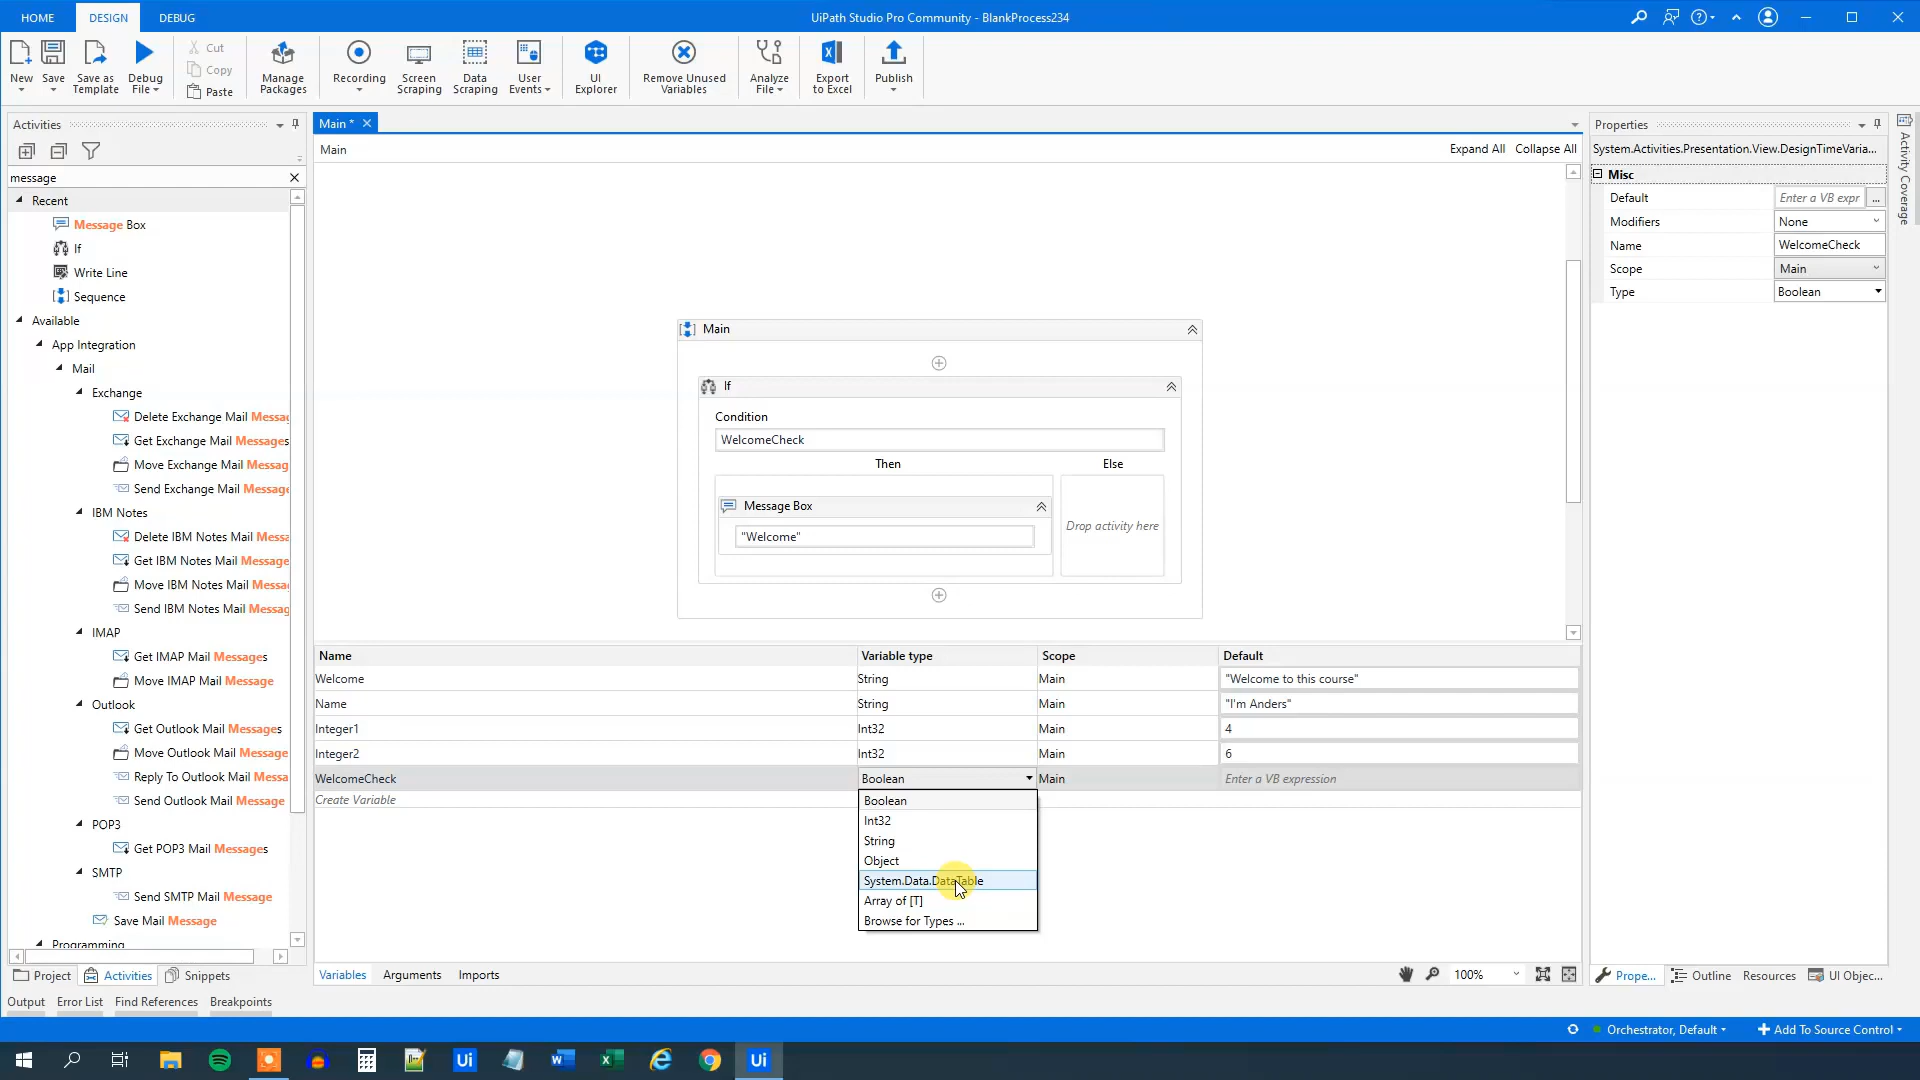 HOME DESIGN DEBUG
UiPath Studio Pro Community - BlankProcess234
New Save Save as Template Debug File
Cut
Copy
Paste
Manage Packages Recording Screen Scraping Data Scraping User Events UI Explorer Remove Unused Variables Analyze File Export to Excel Publish
Activities
message
Recent
Message Box
If
Write Line
Sequence
Available
App Integration
Mail
Exchange
Delete Exchange Mail Messag
Get Exchange Mail Messages
Move Exchange Mail Messag
Send Exchange Mail Message
IBM Notes
Delete IBM Notes Mail Messa
Get IBM Notes Mail Message
Move IBM Notes Mail Messa
Send IBM Notes Mail Messag
IMAP
Get IMAP Mail Messages
Move IMAP Mail Message
Outlook
Get Outlook Mail Messages
Move Outlook Mail Message
Reply To Outlook Mail Messa
Send Outlook Mail Message
POP3
Get POP3 Mail Messages
SMTP
Send SMTP Mail Message
Save Mail Message
Programming
Project Activities Snippets
Main *
Main
Expand All Collapse All
Main
If
Condition
WelcomeCheck
Then Else
Message Box
"Welcome"
Drop activity here
Name Variable type Scope Default
Welcome String Main "Welcome to this course"
Name String Main "I'm Anders"
Integer1 Int32 Main 4
Integer2 Int32 Main 6
WelcomeCheck Boolean Main Enter a VB expression
Create Variable
Boolean
Int32
String
Object
System.Data.DataTable
Array of [T]
Browse for Types ...
Variables Arguments Imports
100%
Properties
System.Activities.Presentation.View.DesignTimeVaria...
Misc
Default Enter a VB expr ...
Modifiers None
Name WelcomeCheck
Scope Main
Type Boolean
Activity Coverage
Prope... Outline Resources UI Objec...
Output Error List Find References Breakpoints
Orchestrator, Default Add To Source Control
Ui W X Ui